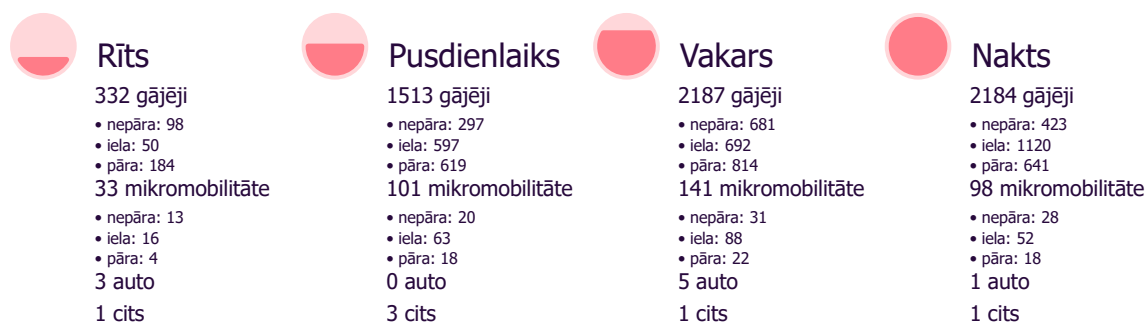 Rīts
332 gājēji
• nepāra: 98
• iela: 50
• pāra: 184
33 mikromobilitāte
• nepāra: 13
• iela: 16
• pāra: 4
3 auto
1 cits
Pusdienlaiks
1513 gājēji
• nepāra: 297
• iela: 597
• pāra: 619
101 mikromobilitāte
• nepāra: 20
• iela: 63
• pāra: 18
0 auto
3 cits
Vakars
2187 gājēji
• nepāra: 681
• iela: 692
• pāra: 814
141 mikromobilitāte
• nepāra: 31
• iela: 88
• pāra: 22
5 auto
1 cits
Nakts
2184 gājēji
• nepāra: 423
• iela: 1120
• pāra: 641
98 mikromobilitāte
• nepāra: 28
• iela: 52
• pāra: 18
1 auto
1 cits